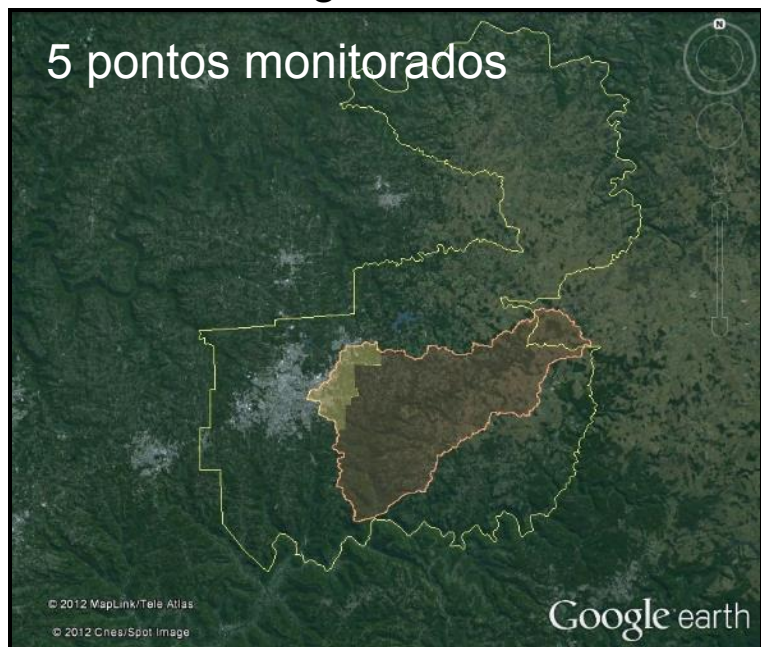 5 pontos monitorados
N
© 2012 MapLink/Tele Atlas
© 2012 Cnes/Spot Image
Google earth